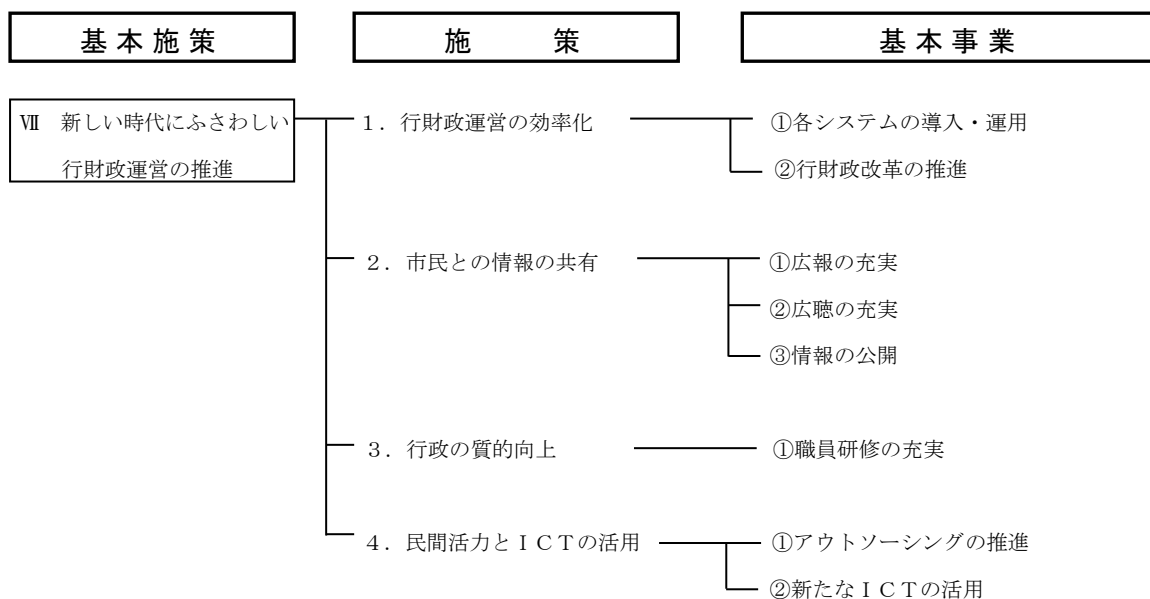 基本施策
施　　策
基本事業
Ⅶ　新しい時代にふさわしい
行財政運営の推進
１．行財政運営の効率化
①各システムの導入・運用
②行財政改革の推進
２．市民との情報の共有
①広報の充実
②広聴の充実
③情報の公開
３．行政の質的向上
①職員研修の充実
４．民間活力とＩＣＴの活用
①アウトソーシングの推進
②新たなＩＣＴの活用